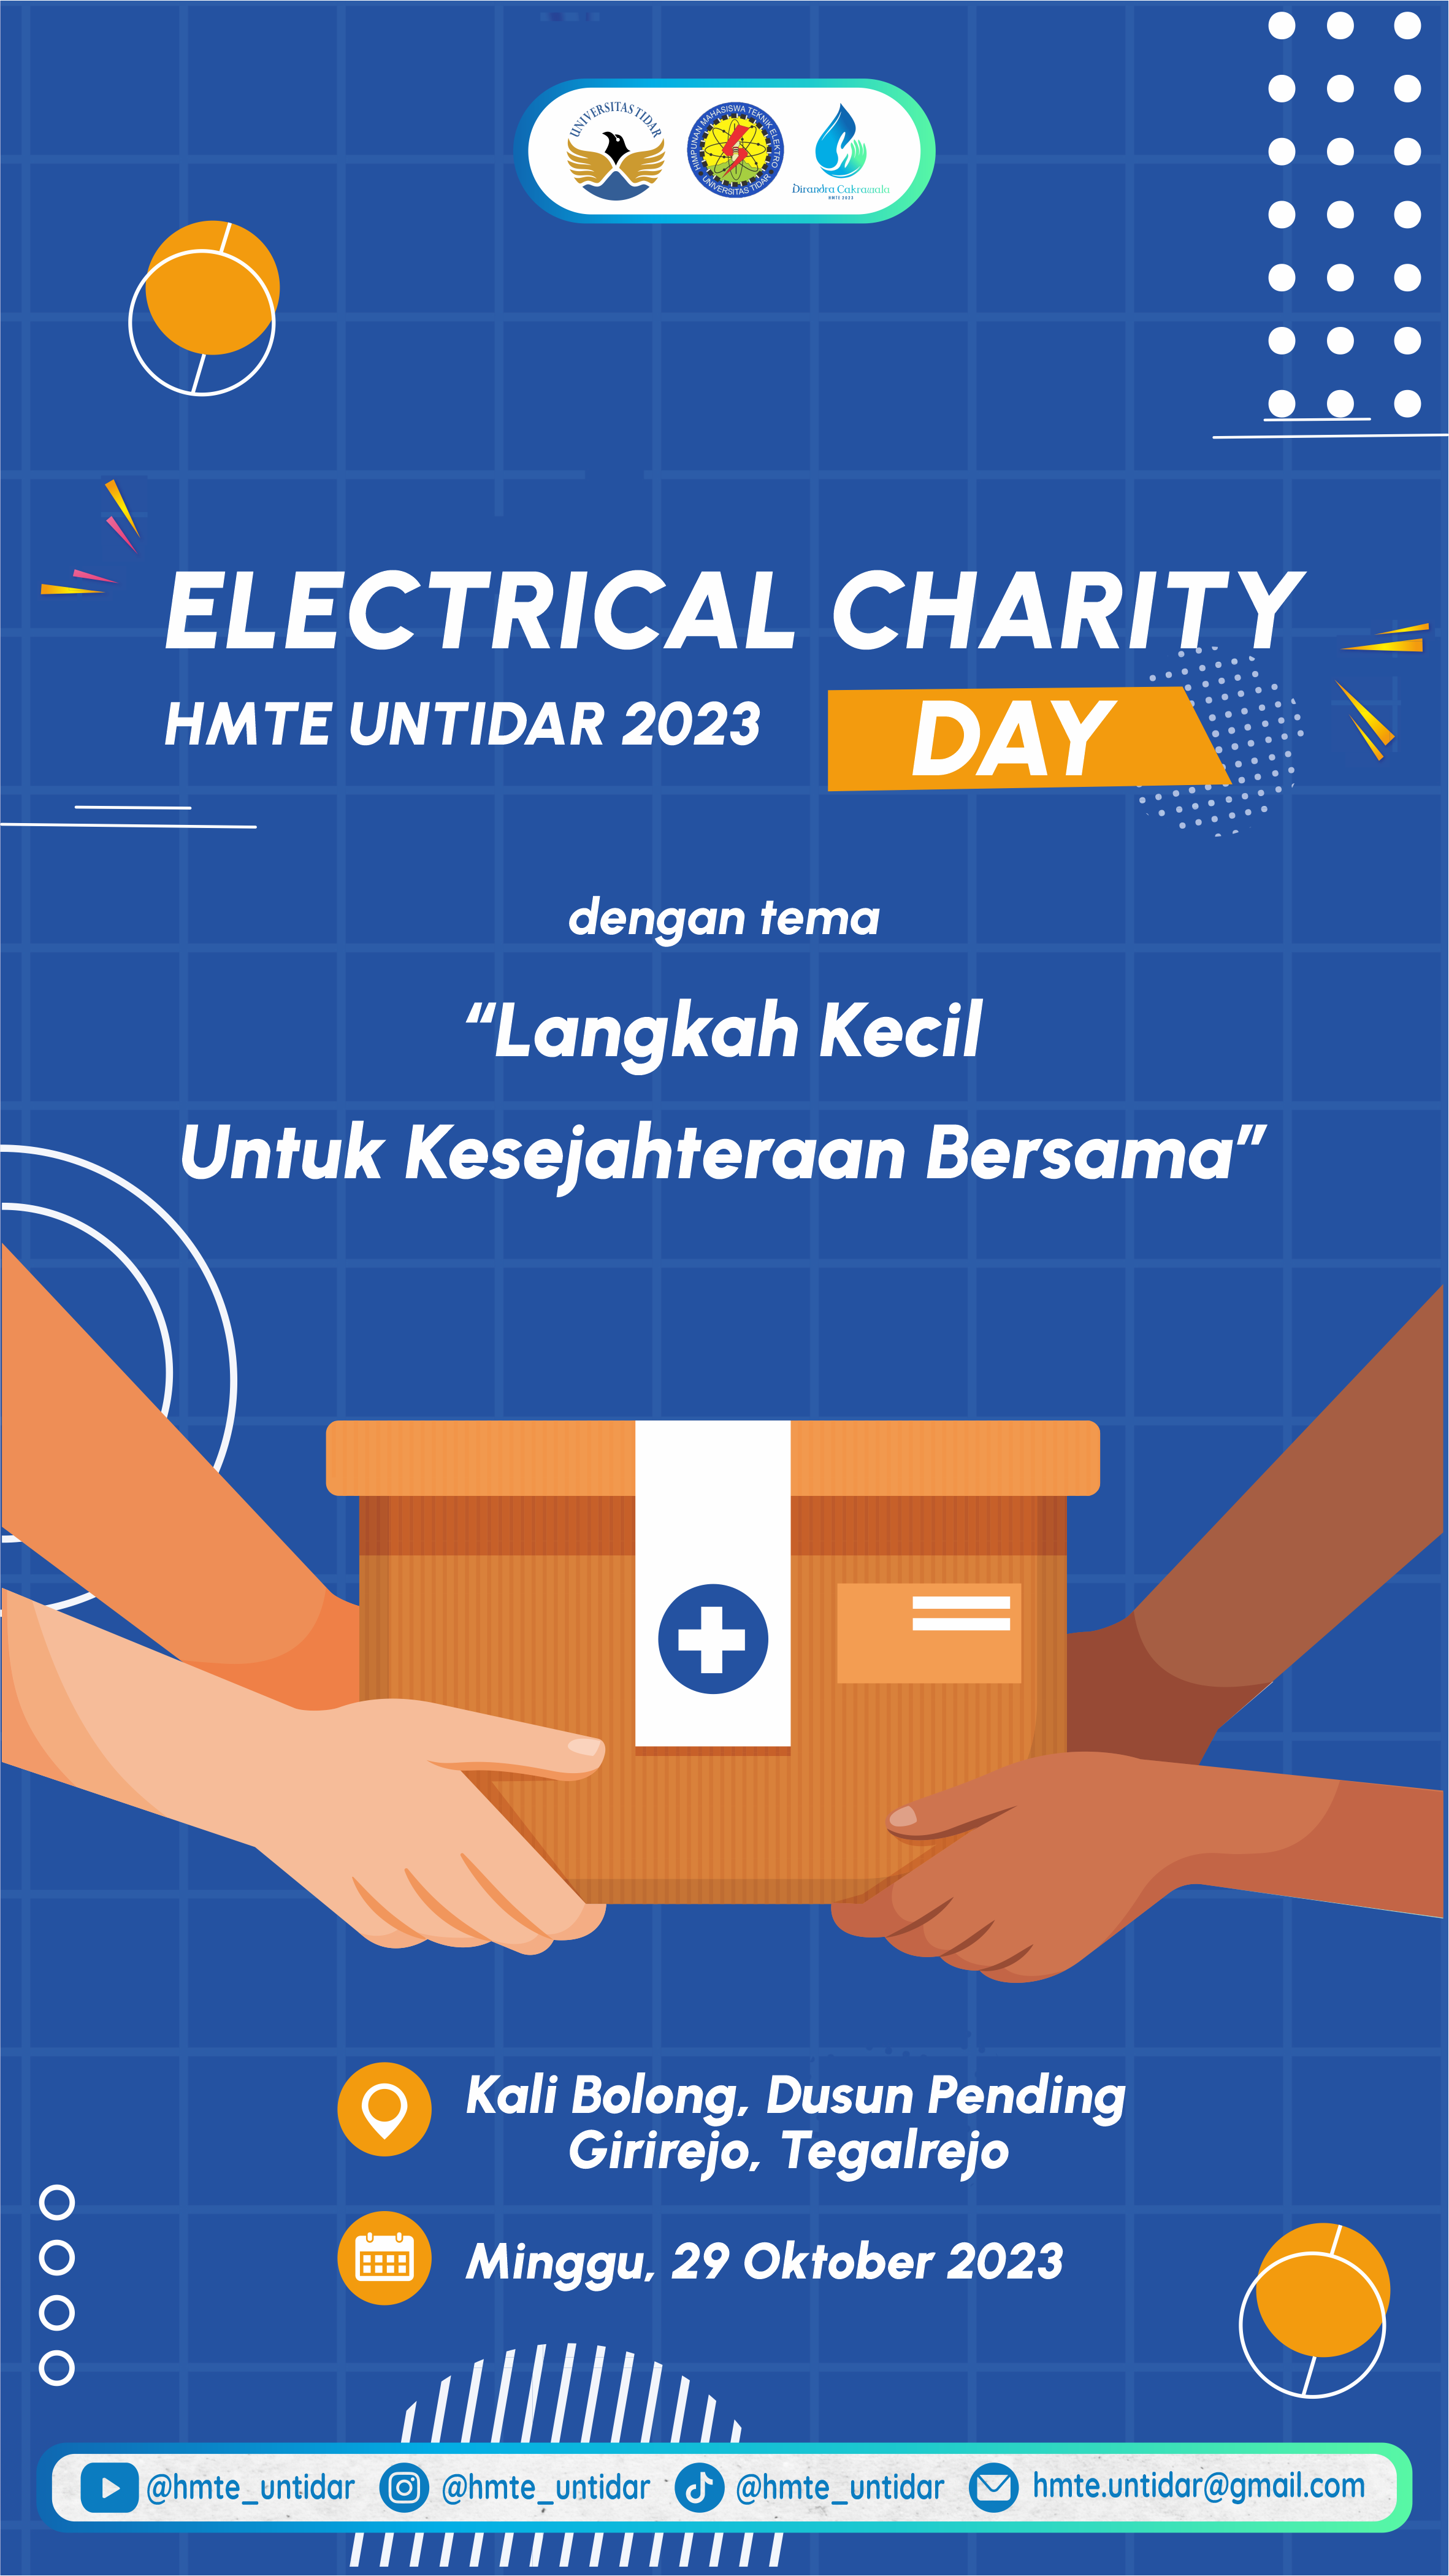 UNIVERSITAS TIDAR
HIMPUNAN MAHASISWA TEKNIK ELEKTRO
UNIVERSITAS TIDAR
Dirandra Cakrawala
HMTE 2023
ELECTRICAL CHARITY
HMTE UNTIDAR 2023
DAY
dengan tema
“Langkah Kecil
Untuk Kesejahteraan Bersama”
Kali Bolong, Dusun Pending
Girirejo, Tegalrejo
Minggu, 29 Oktober 2023
@hmte_untidar @hmte_untidar @hmte_untidar hmte.untidar@gmail.com